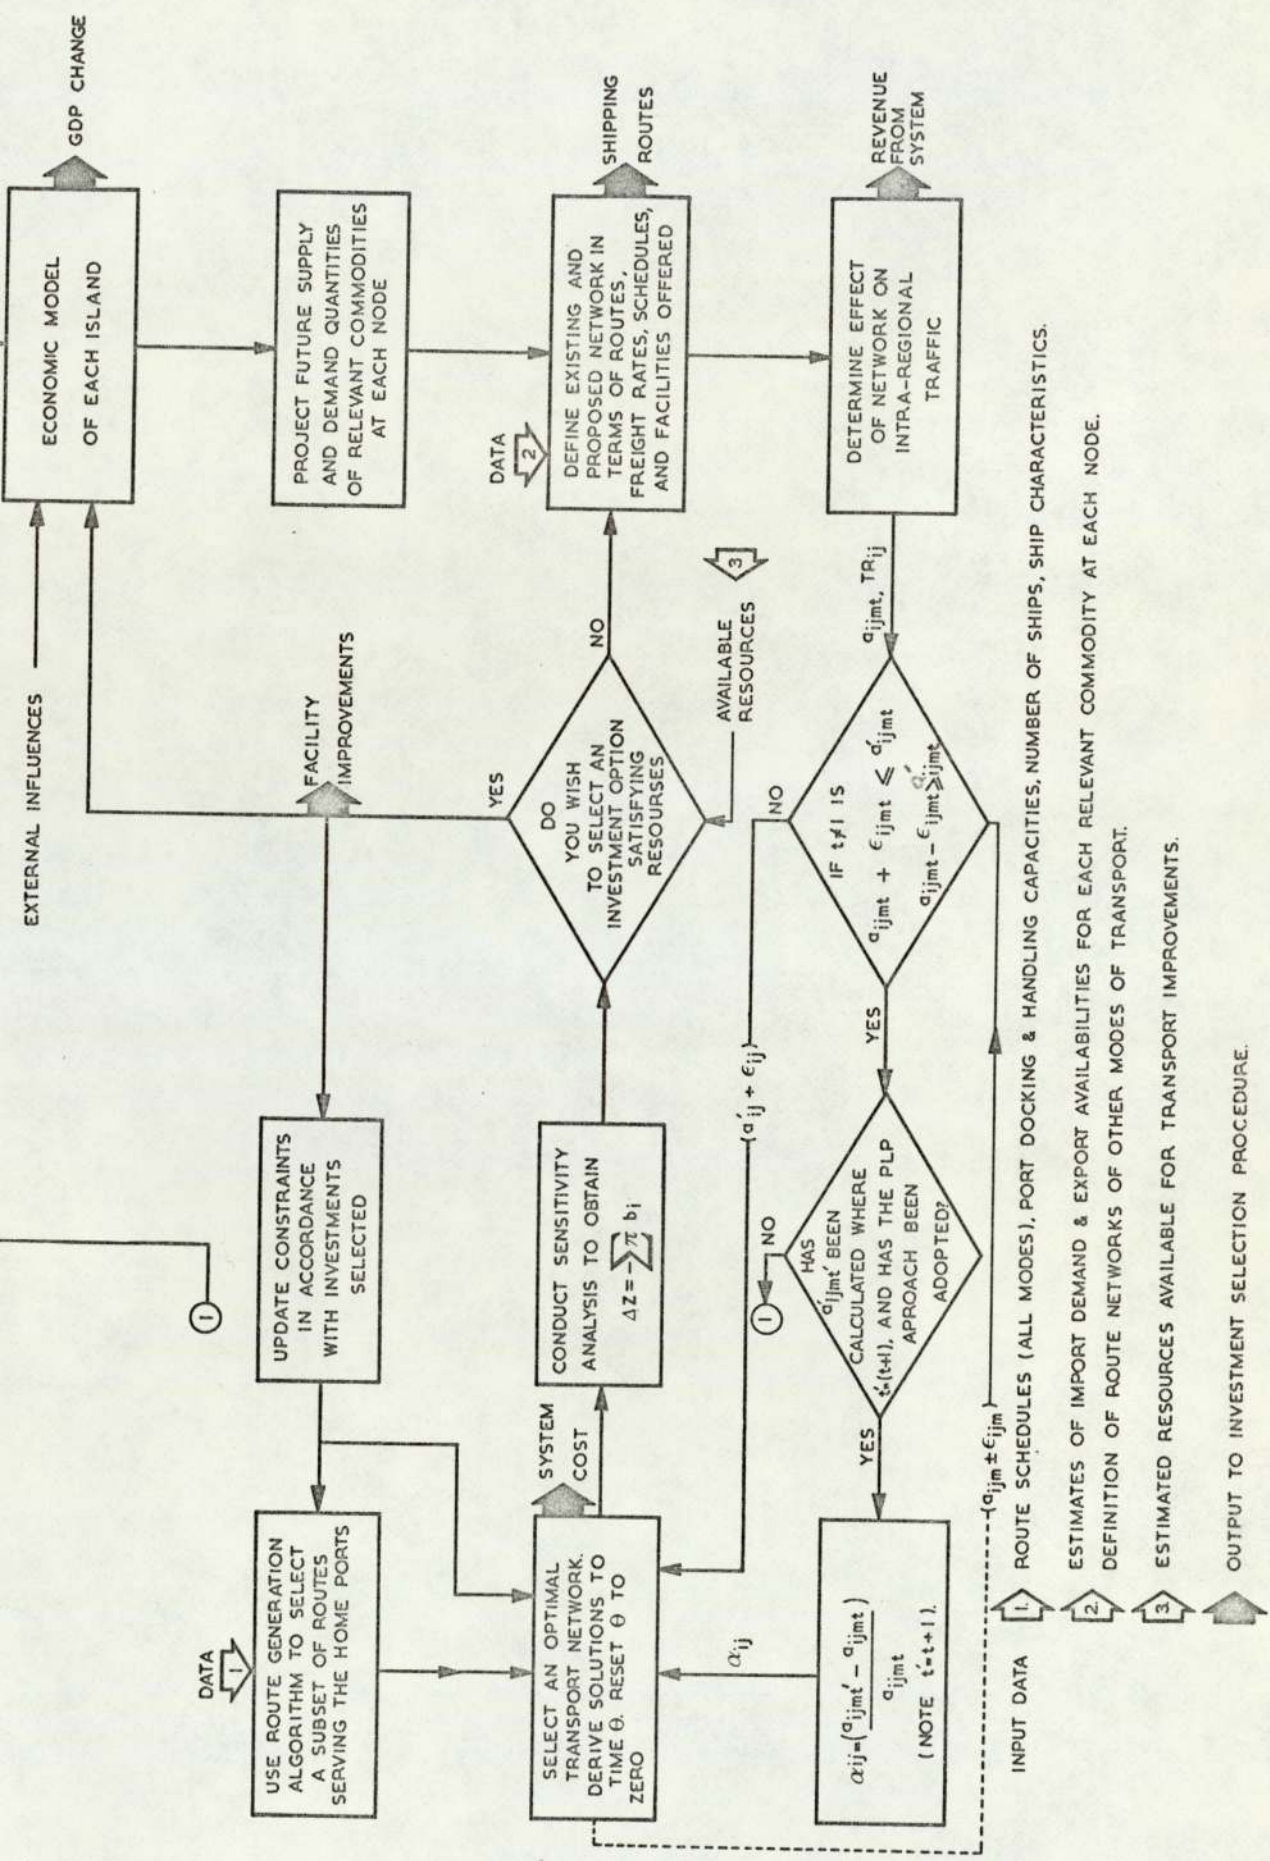 EXTERNAL INFLUENCES
ECONOMIC MODEL
OF EACH ISLAND
GDP CHANGE
1
FACILITY
IMPROVEMENTS
PROJECT FUTURE SUPPLY
AND DEMAND QUANTITIES
OF RELEVANT COMMODITIES
AT EACH NODE
UPDATE CONSTRAINTS
IN ACCORDANCE
WITH INVESTMENTS
SELECTED
DATA
1
USE ROUTE GENERATION
ALGORITHM TO SELECT
A SUBSET OF ROUTES
SERVING THE HOME PORTS
SYSTEM
COST
SELECT AN OPTIMAL
TRANSPORT NETWORK.
DERIVE SOLUTIONS TO
TIME θ. RESET θ TO
ZERO
CONDUCT SENSITIVITY
ANALYSIS TO OBTAIN
ΔZ=-∑π bi
YES
DO
YOU WISH
TO SELECT AN
INVESTMENT OPTION
SATISFYING
RESOURSES
NO
AVAILABLE
RESOURCES
3
DATA
2
DEFINE EXISTING AND
PROPOSED NETWORK IN
TERMS OF ROUTES,
FREIGHT RATES, SCHEDULES,
AND FACILITIES OFFERED
SHIPPING
ROUTES
DETERMINE EFFECT
OF NETWORK ON
INTRA-REGIONAL
TRAFFIC
REVENUE
FROM
SYSTEM
aijmt, TRij
NO
IF t≠1 IS
aijmt + ϵijmt ⩽ a'ijmt
aijmt - ϵijmt ⩾ a'ijmt
(a'ij + ϵij)
YES
NO
1
HAS
a'ijmt' BEEN
CALCULATED WHERE
t'=(t+1), AND HAS THE PLP
APROACH BEEN
ADOPTED?
YES
αij
αij=(a'ijmt' - aijmt)
aijmt
(NOTE t'=t+1).
(aijm ± ϵijm)
INPUT DATA
1. ROUTE SCHEDULES (ALL MODES), PORT DOCKING & HANDLING CAPACITIES, NUMBER OF SHIPS, SHIP CHARACTERISTICS.
2. ESTIMATES OF IMPORT DEMAND & EXPORT AVAILABILITIES FOR EACH RELEVANT COMMODITY AT EACH NODE.
DEFINITION OF ROUTE NETWORKS OF OTHER MODES OF TRANSPORT.
3. ESTIMATED RESOURCES AVAILABLE FOR TRANSPORT IMPROVEMENTS.
OUTPUT TO INVESTMENT SELECTION PROCEDURE.